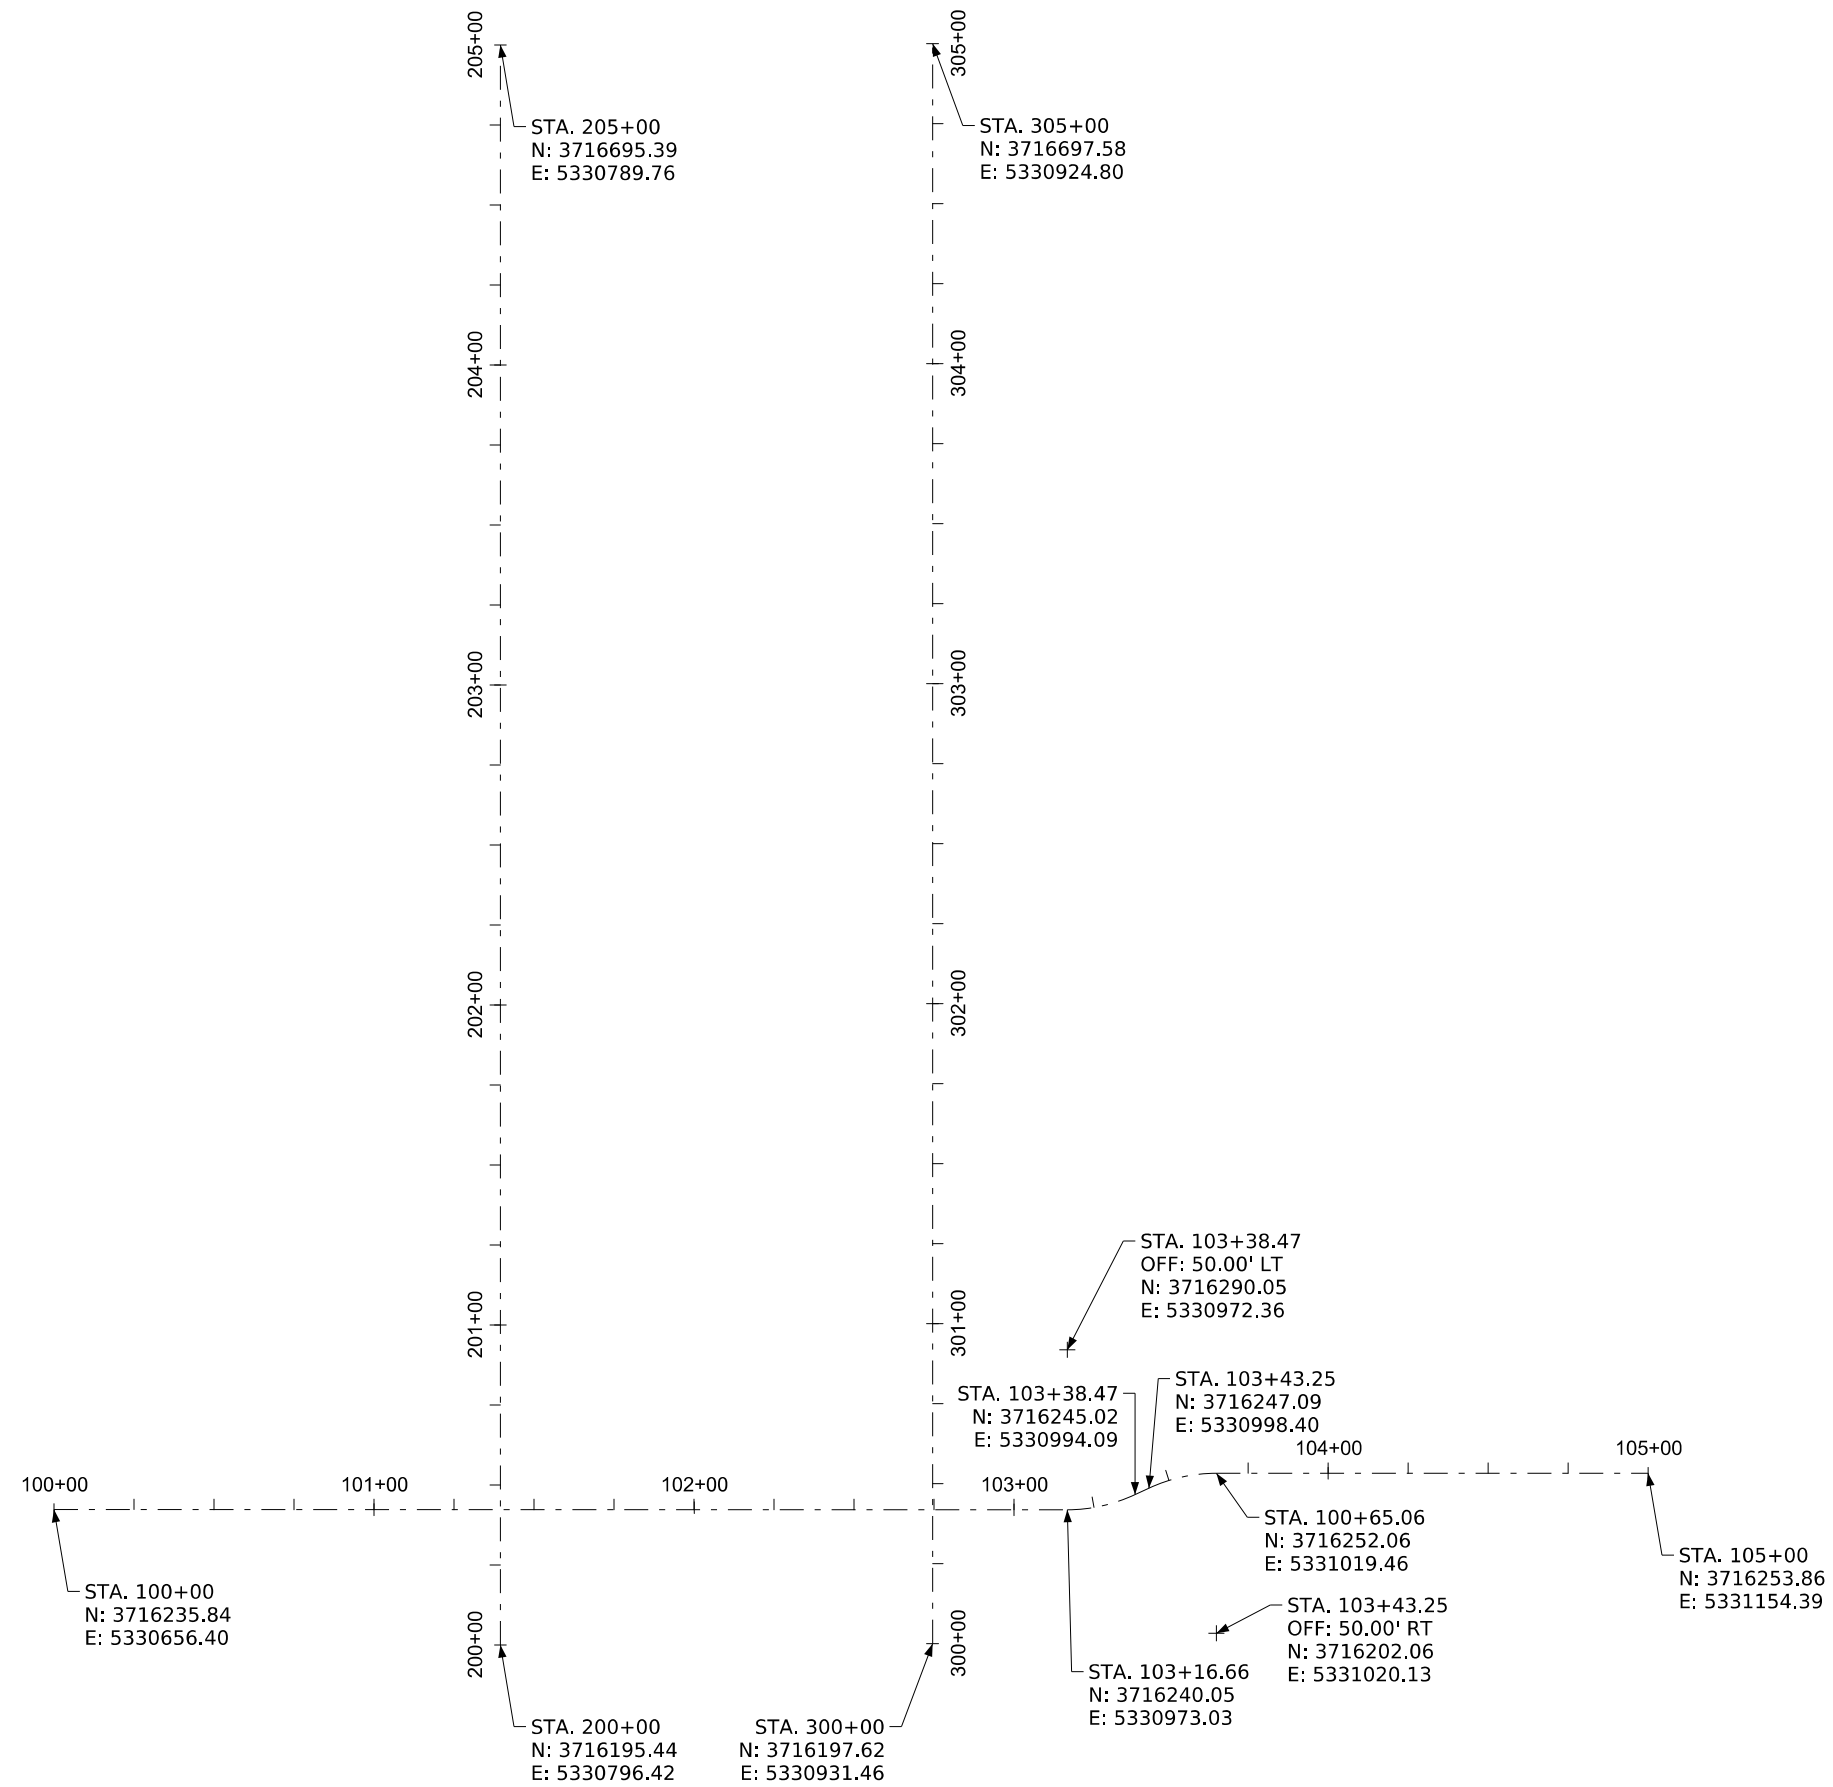 205+00
305+00
STA. 205+00
N: 3716695.39
E: 5330789.76
STA. 305+00
N: 3716697.58
E: 5330924.80
204+00
304+00
203+00
303+00
202+00
302+00
201+00
301+00
STA. 103+38.47
OFF: 50.00' LT
N: 3716290.05
E: 5330972.36
STA. 103+38.47
N: 3716245.02
E: 5330994.09
STA. 103+43.25
N: 3716247.09
E: 5330998.40
100+00
101+00
102+00
103+00
104+00
105+00
STA. 100+00
N: 3716235.84
E: 5330656.40
STA. 100+65.06
N: 3716252.06
E: 5331019.46
STA. 105+00
N: 3716253.86
E: 5331154.39
200+00
300+00
STA. 103+43.25
OFF: 50.00' RT
N: 3716202.06
E: 5331020.13
STA. 103+16.66
N: 3716240.05
E: 5330973.03
STA. 200+00
N: 3716195.44
E: 5330796.42
STA. 300+00
N: 3716197.62
E: 5330931.46